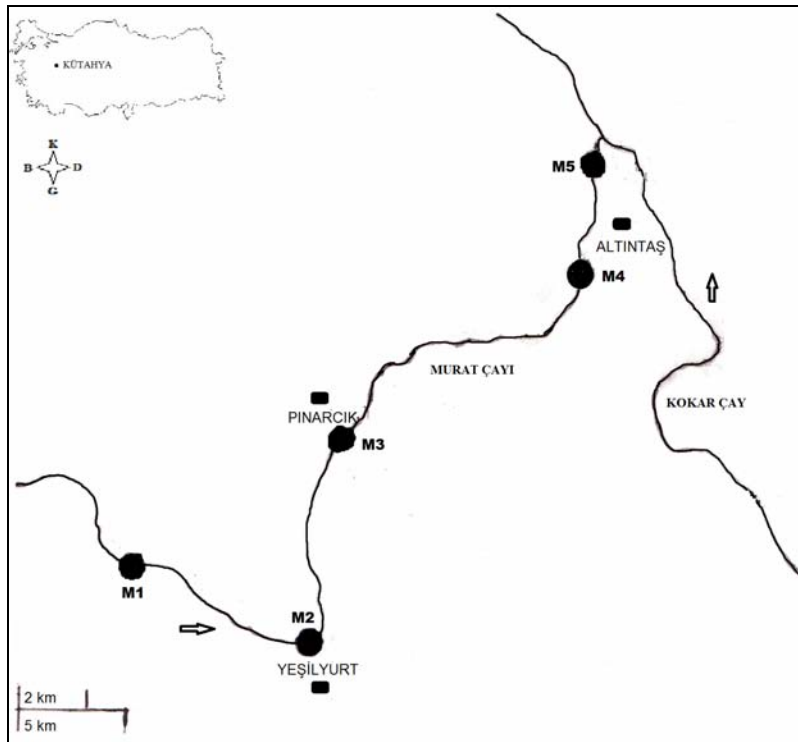 KÜTAHYA
K
B D
G
M5
ALTINTAŞ
M4
MURAT ÇAYI
KOKAR ÇAY
PINARCIK
M3
M1
M2
YEŞİLYURT
2 km
5 km